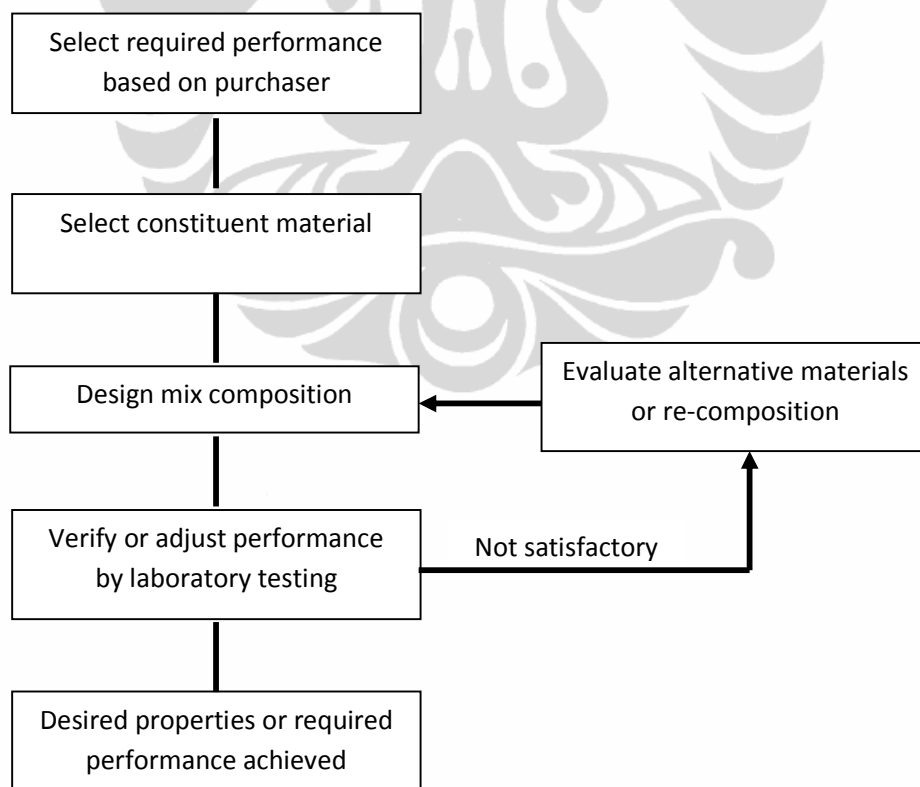 Select required performance
based on purchaser
Select constituent material
Design mix composition
Evaluate alternative materials
or re-composition
Verify or adjust performance
by laboratory testing
Not satisfactory
Desired properties or required
performance achieved